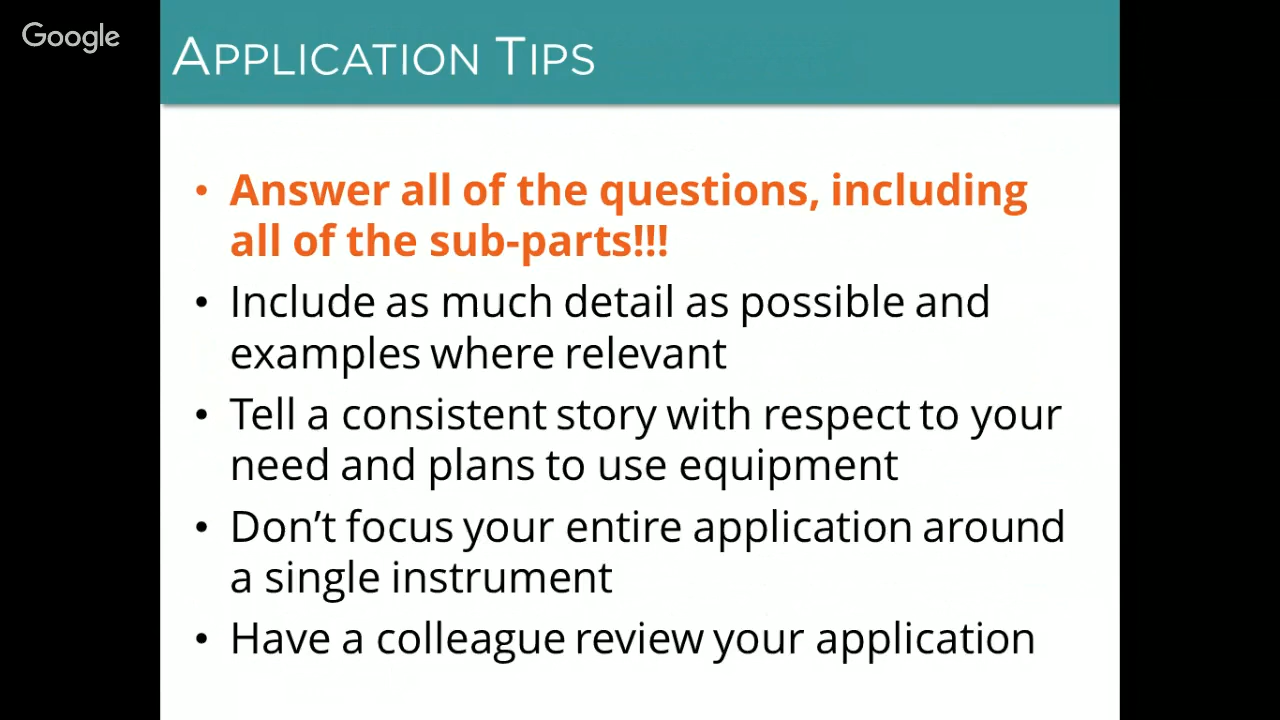 Google
APPLICATION TIPS
• Answer all of the questions, including
all of the sub-parts!!!
• Include as much detail as possible and
examples where relevant
• Tell a consistent story with respect to your
need and plans to use equipment
• Don’t focus your entire application around
a single instrument
• Have a colleague review your application